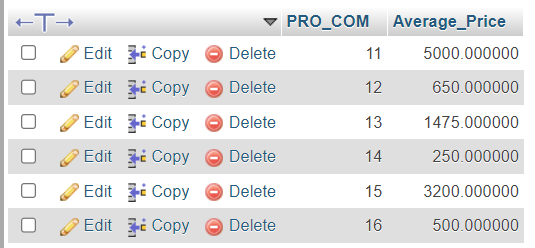 ←T→ PRO_COM Average_Price
Edit Copy Delete 11 5000.000000
Edit Copy Delete 12 650.000000
Edit Copy Delete 13 1475.000000
Edit Copy Delete 14 250.000000
Edit Copy Delete 15 3200.000000
Edit Copy Delete 16 500.000000